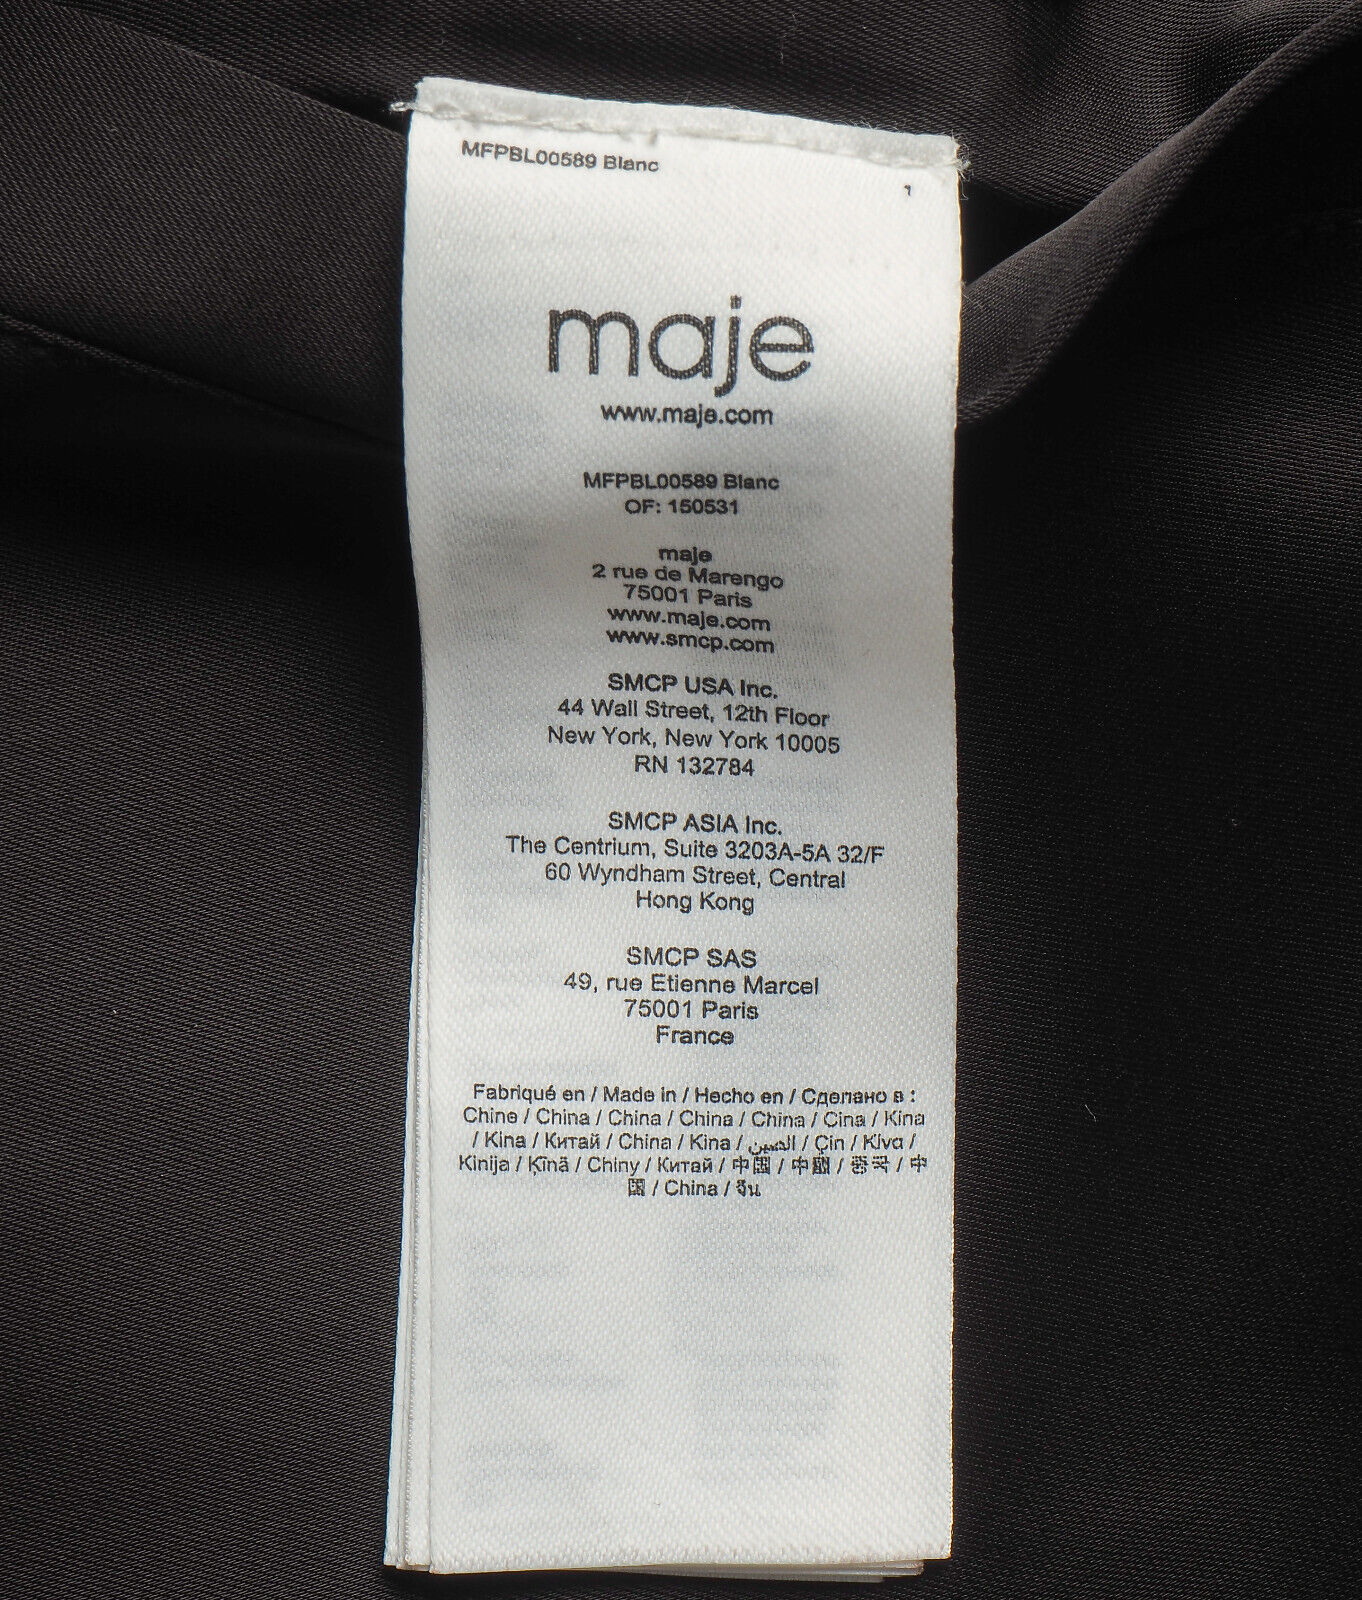 MFPBL00589 Blanc
1
maje
www.maje.com
MFPBL00589 Blanc
OF: 150531
maje
2 rue de Marengo
75001 Paris
www.maje.com
www.smcp.com
SMCP USA Inc.
44 Wall Street, 12th Floor
New York, New York 10005
RN 132784
SMCP ASIA Inc.
The Centrium, Suite 3203A-5A 32/F
60 Wyndham Street, Central
Hong Kong
SMCP SAS
49, rue Etienne Marcel
75001 Paris
France
Fabriqué en / Made in / Hecho en / Сделано в :
Chine / China / China / China / China / Cina / Kina
/ Kina / Китай / China / Kina / الصين / Çin / Kiva /
Kinija / Ķīnā / Chiny / Китай / 中国 / 中國 / 중국 / 中
国 / China / จีน